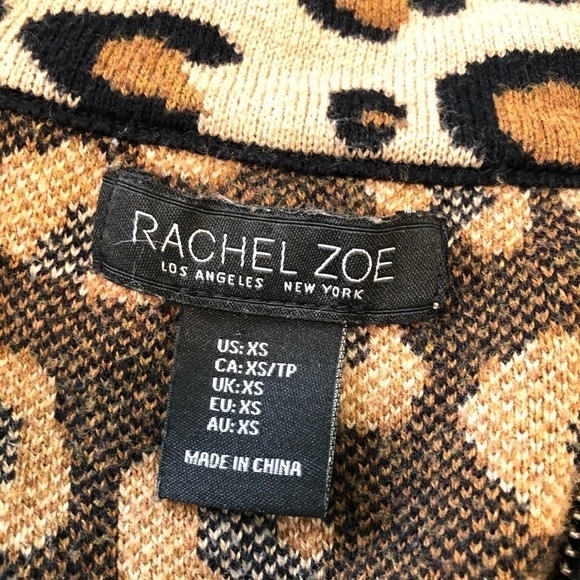 RACHEL ZOE
LOS ANGELES NEW YORK
US: XS
CA: XS/TP
UK: XS
EU: XS
AU: XS
MADE IN CHINA